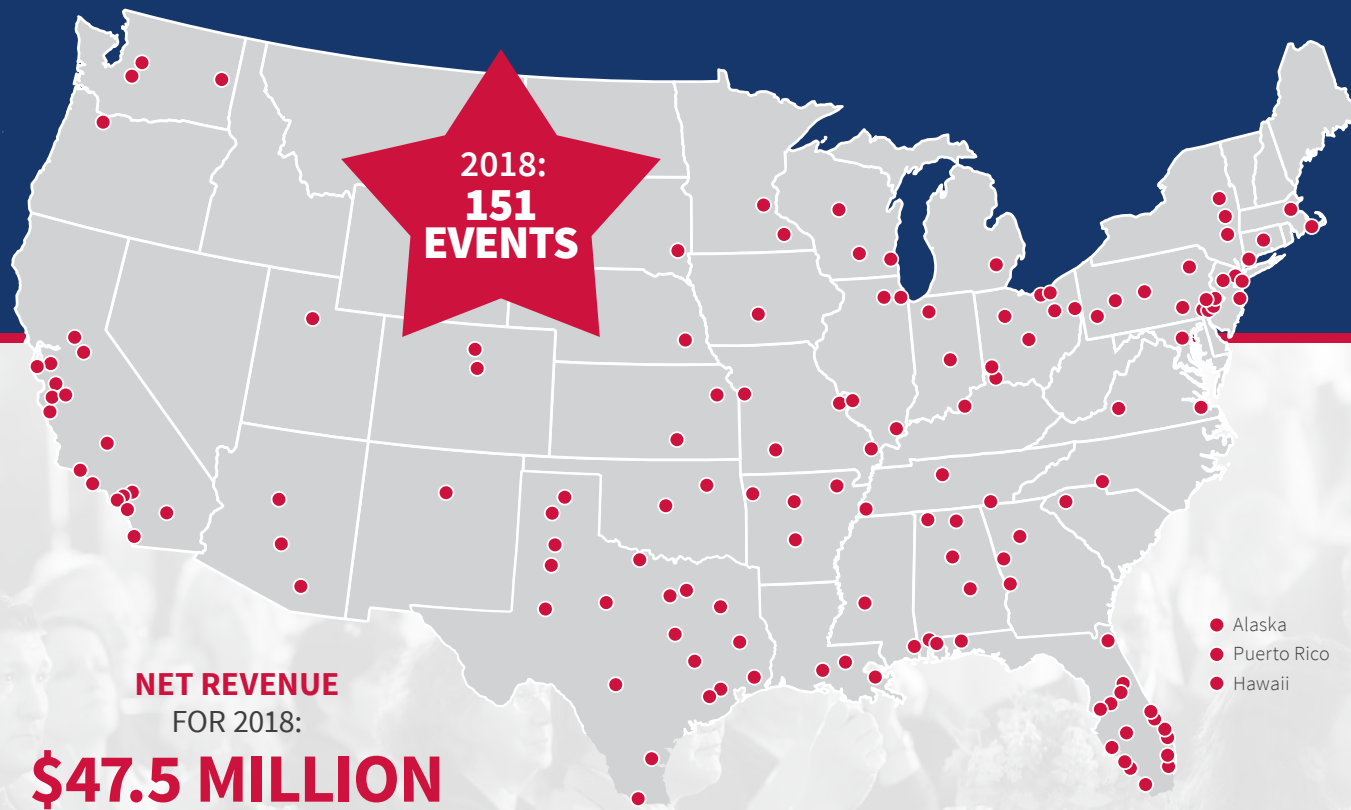 2018:
151
EVENTS
Alaska
Puerto Rico
Hawaii
NET REVENUE
FOR 2018:
$47.5 MILLION